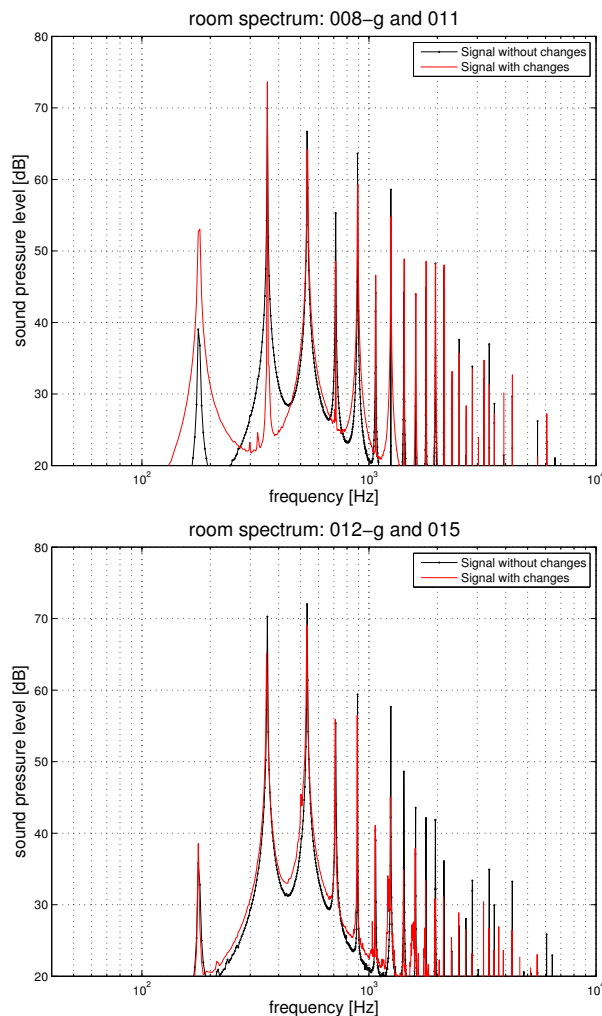 room spectrum: 008-g and 011
Signal without changes
Signal with changes
80
70
60
50
40
30
20
sound pressure level [dB]
10²
10³
10⁴
frequency [Hz]
room spectrum: 012-g and 015
Signal without changes
Signal with changes
80
70
60
50
40
30
20
sound pressure level [dB]
10²
10³
10⁴
frequency [Hz]